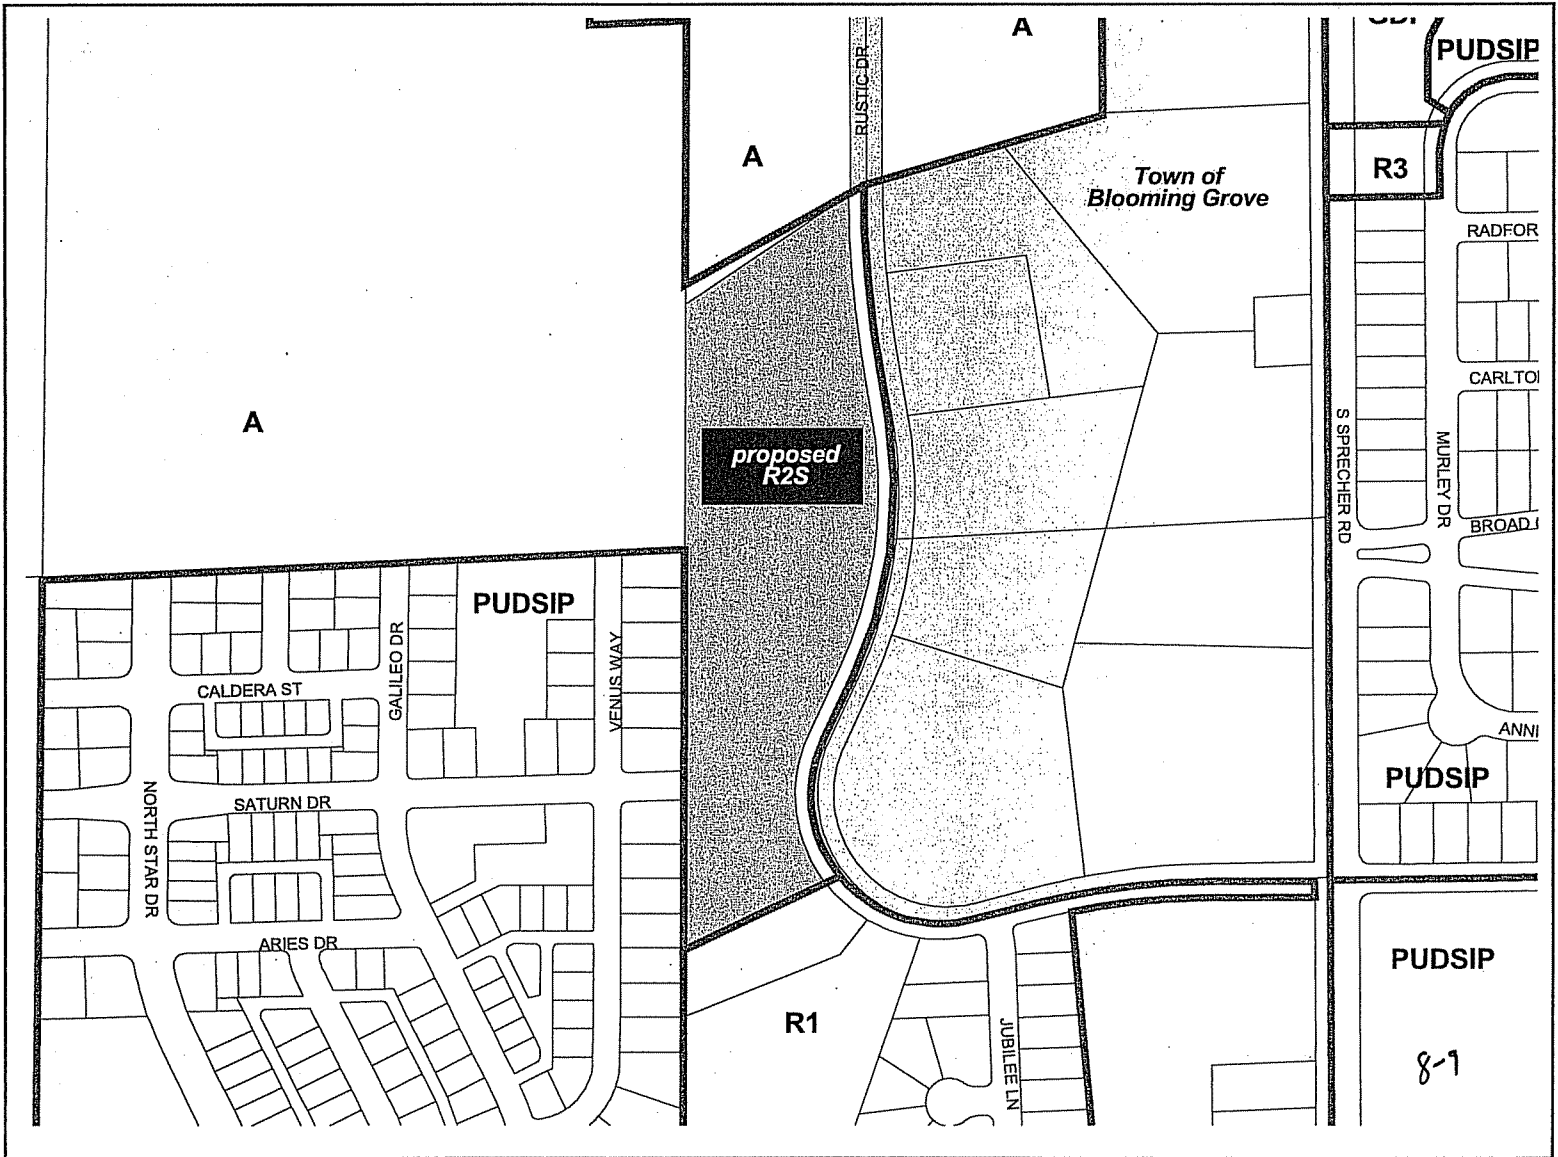 A
PUDSIP
RUSTIC DR
A
R3
Town of
Blooming Grove
RADFOR
CARLTO
A
proposed
R2S
S SPRECHER RD
MURLEY DR
BROAD
PUDSIP
GALILEO DR
VENUS WAY
CALDERA ST
ANNI
PUDSIP
NORTH STAR DR
SATURN DR
ARIES DR
PUDSIP
R1
JUBILEE LN
8-9